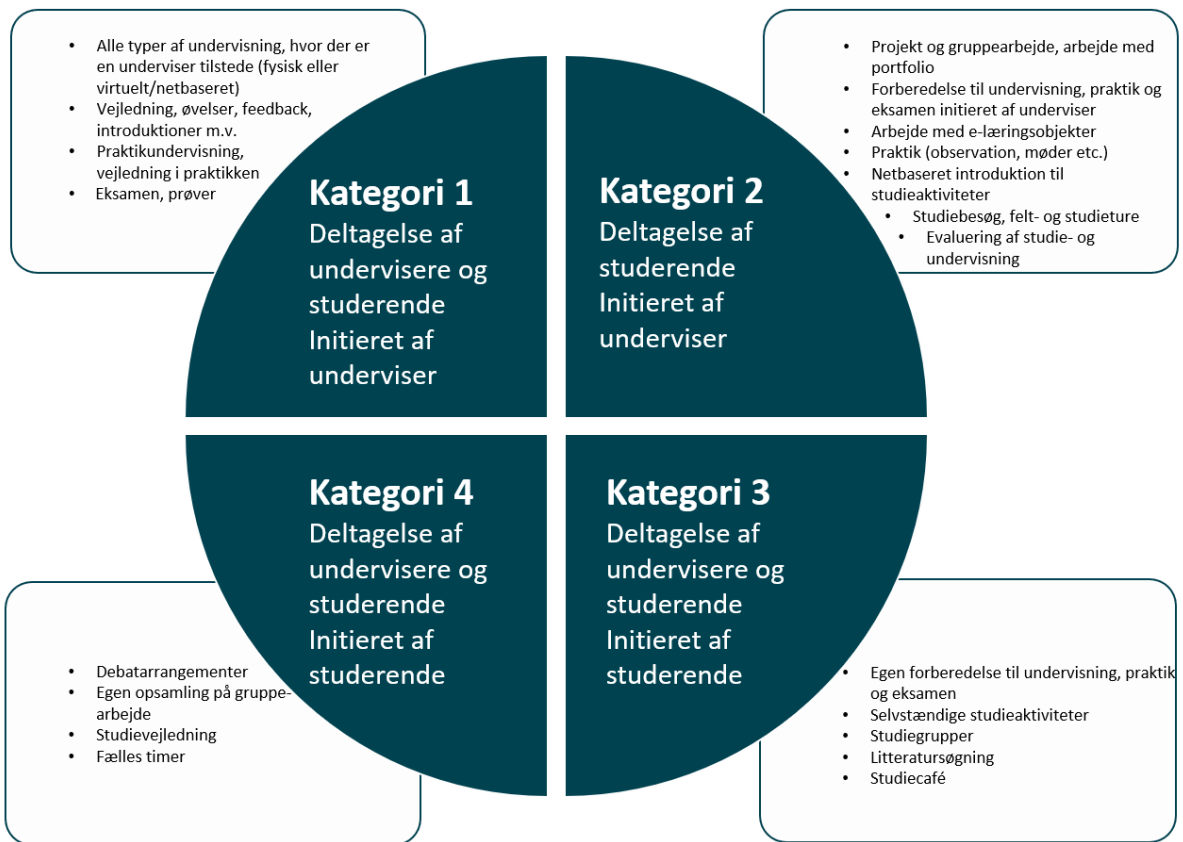 • Alle typer af undervisning, hvor der er
en underviser tilstede (fysisk eller
virtuelt/netbaseret)
• Vejledning, øvelser, feedback,
introduktioner m.v.
• Praktikundervisning,
vejledning i praktikken
• Eksamen, prøver
Kategori 1
Deltagelse af
undervisere og
studerende
Initieret af
underviser
• Projekt og gruppearbejde, arbejde med
portfolio
• Forberedelse til undervisning, praktik og
eksamen initieret af underviser
• Arbejde med e-læringsobjekter
• Praktik (observation, møder etc.)
• Netbaseret introduktion til
studieaktiviteter
• Studiebesøg, felt- og studieture
• Evaluering af studie- og
undervisning
Kategori 2
Deltagelse af
studerende
Initieret af
underviser
Kategori 4
Deltagelse af
undervisere og
studerende
Initieret af
studerende
• Debatarrangementer
• Egen opsamling på gruppe-
arbejde
• Studievejledning
• Fælles timer
Kategori 3
Deltagelse af
undervisere og
studerende
Initieret af
studerende
• Egen forberedelse til undervisning, praktik
og eksamen
• Selvstændige studieaktiviteter
• Studiegrupper
• Litteratursøgning
• Studiecafé